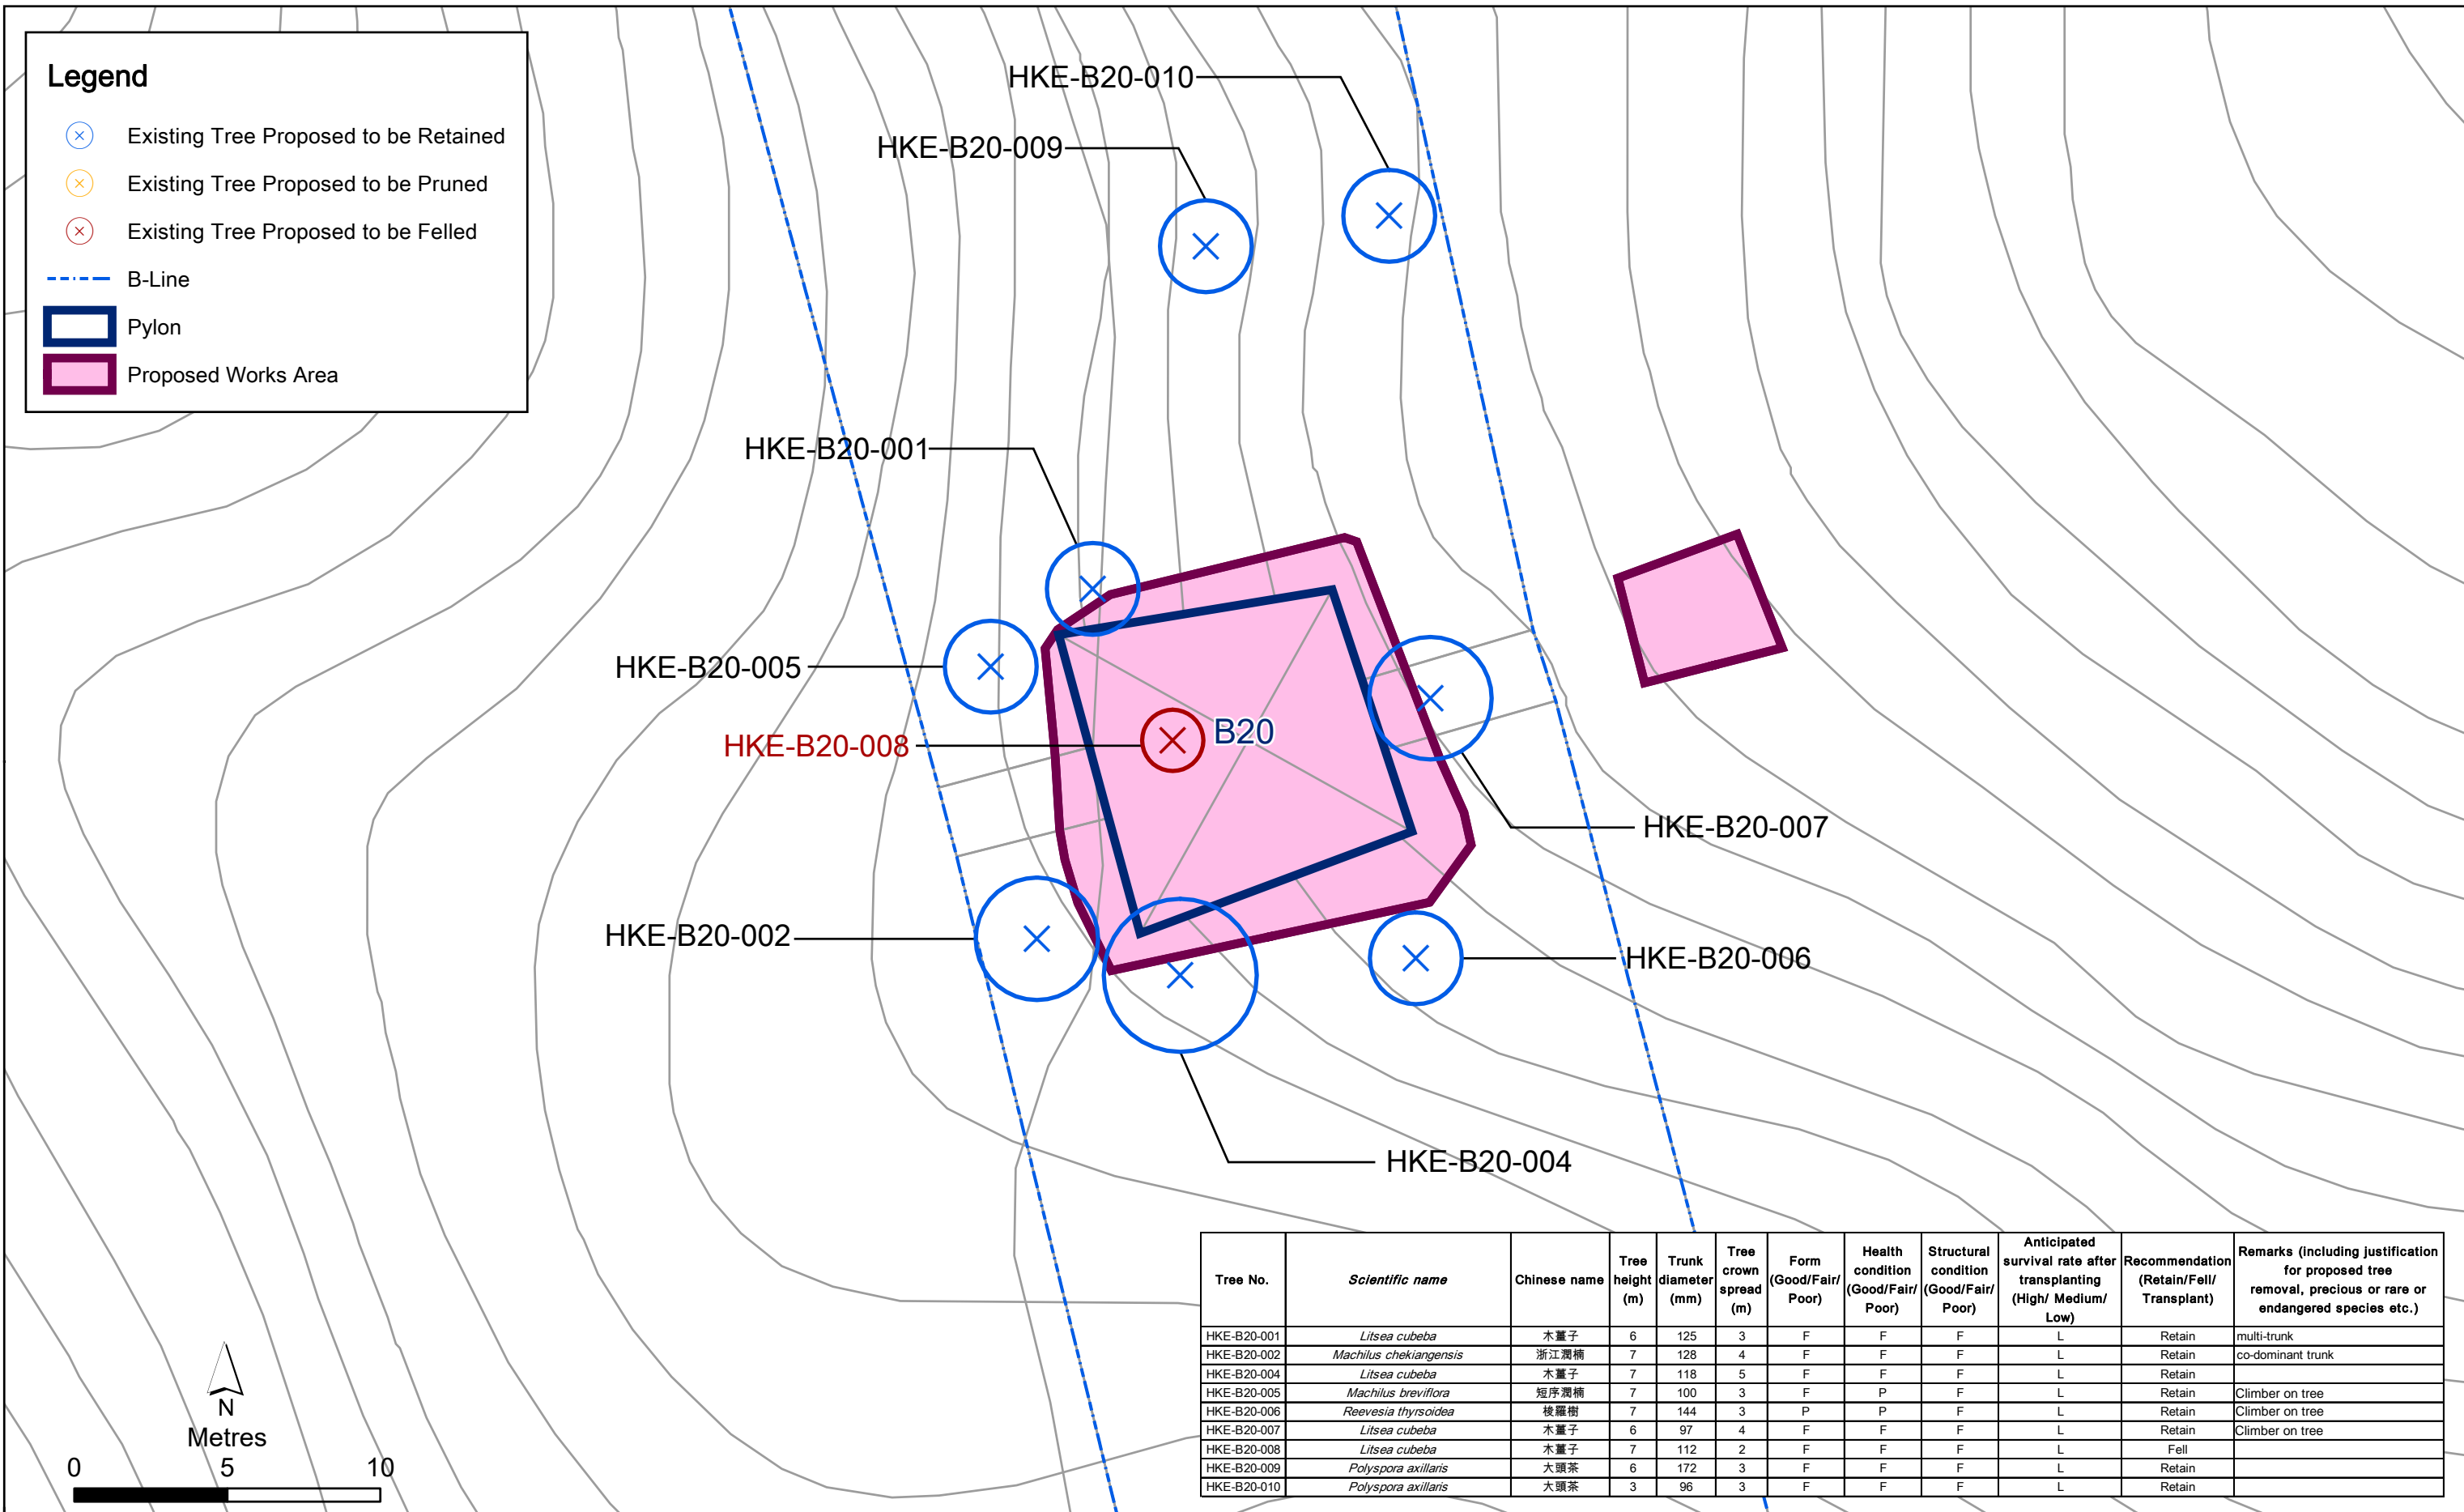 Legend
Existing Tree Proposed to be Retained
Existing Tree Proposed to be Pruned
Existing Tree Proposed to be Felled
B-Line
Pylon
Proposed Works Area
HKE-B20-010
HKE-B20-009
HKE-B20-001
HKE-B20-005
HKE-B20-008
B20
HKE-B20-007
HKE-B20-002
HKE-B20-006
HKE-B20-004
N
Metres
0 5 10
Tree No. Scientific name Chinese name Tree height (m) Trunk diameter (mm) Tree crown spread (m) Form (Good/Fair/ Poor) Health condition (Good/Fair/ Poor) Structural condition (Good/Fair/ Poor) Anticipated survival rate after transplanting (High/ Medium/ Low) Recommendation (Retain/Fell/ Transplant) Remarks (including justification for proposed tree removal, precious or rare or endangered species etc.)
HKE-B20-001 Litsea cubeba 木薑子 6 125 3 F F F L Retain multi-trunk
HKE-B20-002 Machilus chekiangensis 浙江潤楠 7 128 4 F F F L Retain co-dominant trunk
HKE-B20-004 Litsea cubeba 木薑子 7 118 5 F F F L Retain
HKE-B20-005 Machilus breviflora 短序潤楠 7 100 3 F P F L Retain Climber on tree
HKE-B20-006 Reevesia thyrsoidea 梭羅樹 7 144 3 P P F L Retain Climber on tree
HKE-B20-007 Litsea cubeba 木薑子 6 97 4 F F F L Retain Climber on tree
HKE-B20-008 Litsea cubeba 木薑子 7 112 2 F F F L Fell
HKE-B20-009 Polyspora axillaris 大頭茶 6 172 3 F F F L Retain
HKE-B20-010 Polyspora axillaris 大頭茶 3 96 3 F F F L Retain